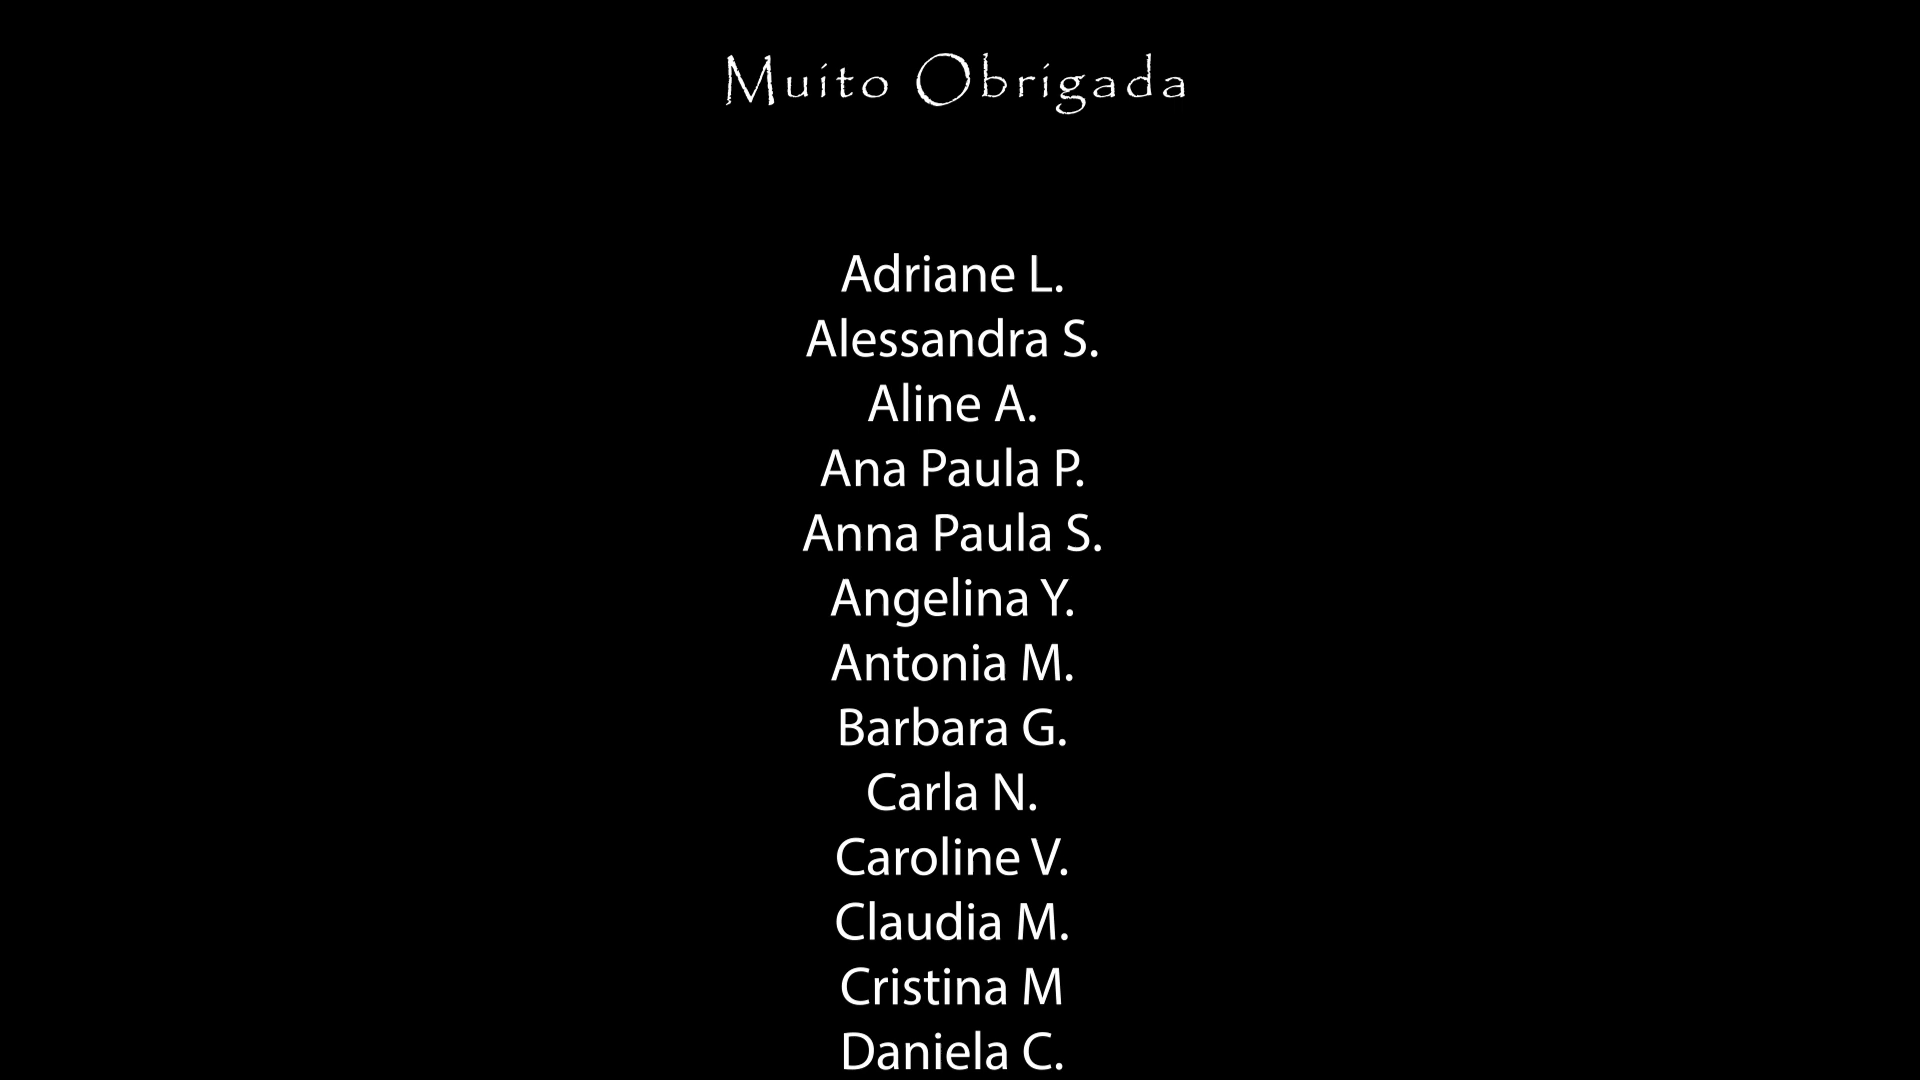 Muito Obrigada
Adriane L.
Alessandra S.
Aline A.
Ana Paula P.
Anna Paula S.
Angelina Y.
Antonia M.
Barbara G.
Carla N.
Caroline V.
Claudia M.
Cristina M
Daniela C.